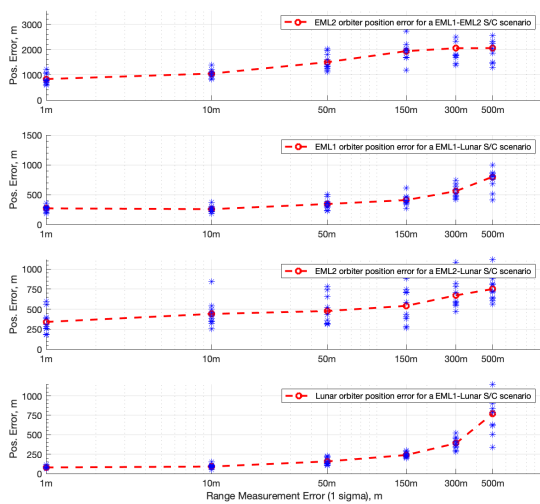 EML2 orbiter position error for a EML1-EML2 S/C scenario
Pos. Error, m
3000
2000
1000
0
1m 10m 50m 150m 300m 500m
EML1 orbiter position error for a EML1-Lunar S/C scenario
Pos. Error, m
1500
1000
500
0
1m 10m 50m 150m 300m 500m
EML2 orbiter position error for a EML2-Lunar S/C scenario
Pos. Error, m
1000
750
500
250
0
1m 10m 50m 150m 300m 500m
Lunar orbiter position error for a EML1-Lunar S/C scenario
Pos. Error, m
1000
750
500
250
0
1m 10m 50m 150m 300m 500m
Range Measurement Error (1 sigma), m